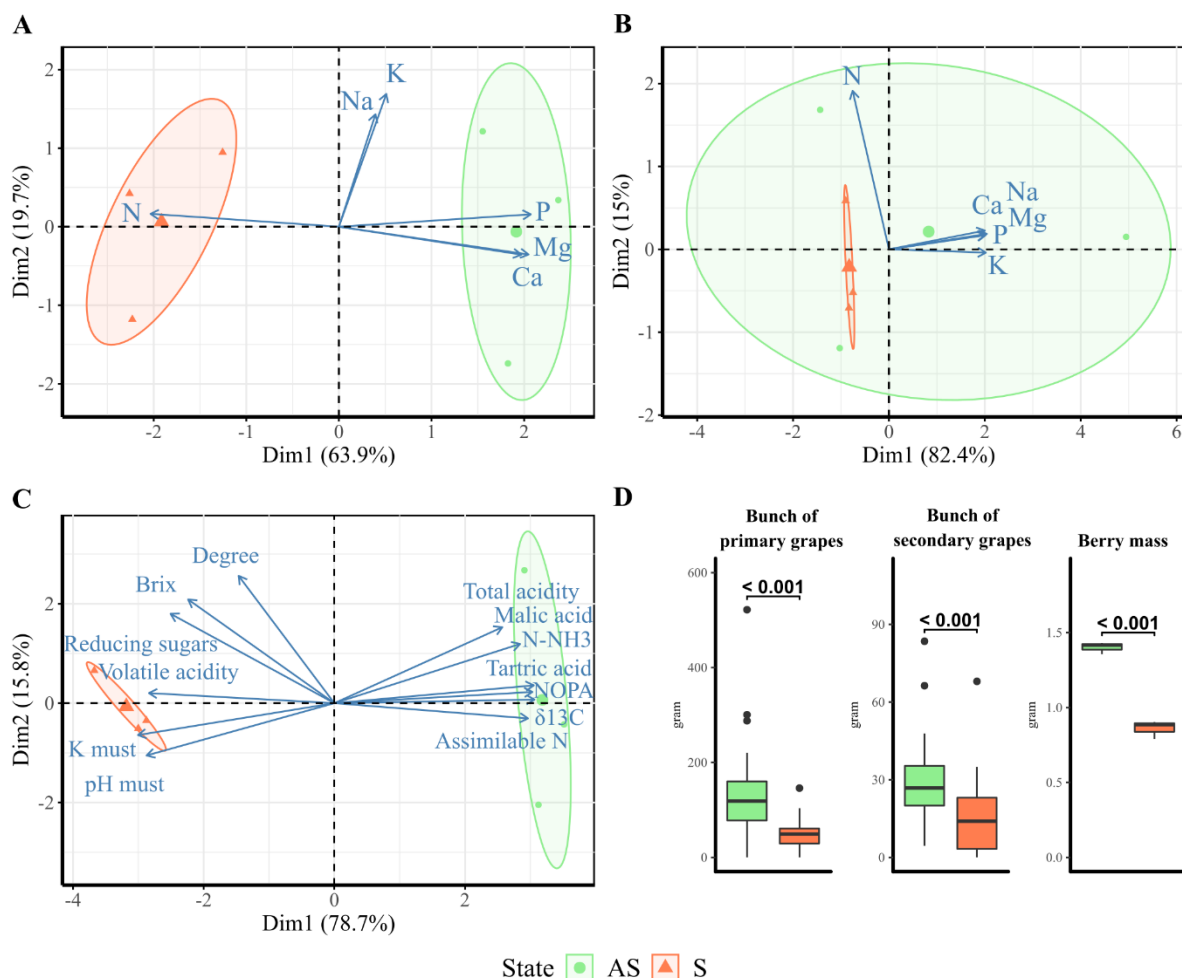 A
2
1
0
-1
-2
Dim2 (19.7%)
K
Na
N
P
Mg
Ca
-2
-1
0
1
2
Dim1 (63.9%)
B
2
1
0
-1
-2
Dim2 (15%)
N
Na
Ca
Mg
P
K
-4
-2
0
2
4
6
Dim1 (82.4%)
C
2
0
-2
Dim2 (15.8%)
Degree
Brix
Reducing sugars
Volatile acidity
K must
pH must
Total acidity
Malic acid
N-NH3
Tartric acid
NOPA
δ13C
Assimilable N
-4
-2
0
2
Dim1 (78.7%)
D
Bunch of
primary grapes
600
400
200
0
gram
< 0.001
Bunch of
secondary grapes
90
60
30
0
gram
< 0.001
Berry mass
1.5
1.0
0.5
0.0
gram
< 0.001
State AS S